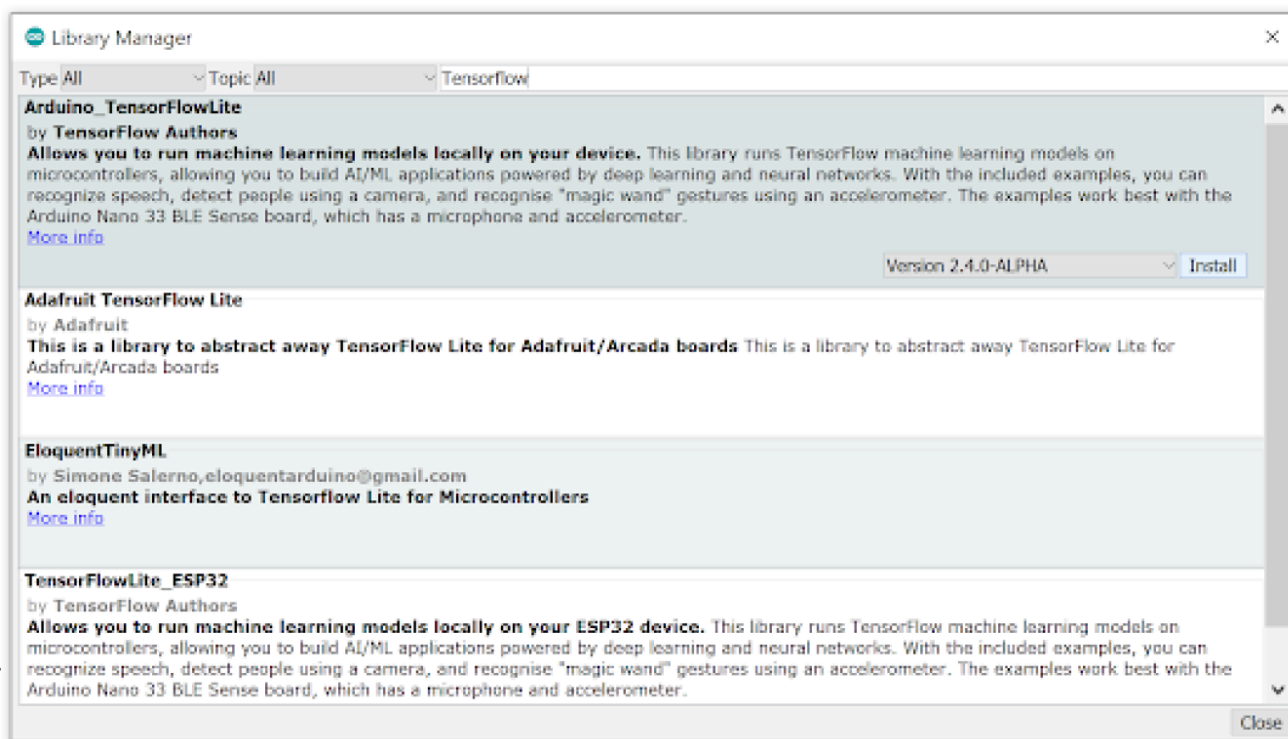 Library Manager
Type All Topic All Tensorflow
Arduino_TensorFlowLite
by TensorFlow Authors
Allows you to run machine learning models locally on your device. This library runs TensorFlow machine learning models on
microcontrollers, allowing you to build AI/ML applications powered by deep learning and neural networks. With the included examples, you can
recognize speech, detect people using a camera, and recognise "magic wand" gestures using an accelerometer. The examples work best with the
Arduino Nano 33 BLE Sense board, which has a microphone and accelerometer.
More info
Version 2.4.0-ALPHA Install
Adafruit TensorFlow Lite
by Adafruit
This is a library to abstract away TensorFlow Lite for Adafruit/Arcada boards This is a library to abstract away TensorFlow Lite for
Adafruit/Arcada boards
More info
EloquentTinyML
by Simone Salerno,eloquentarduino@gmail.com
An eloquent interface to Tensorflow Lite for Microcontrollers
More info
TensorFlowLite_ESP32
by TensorFlow Authors
Allows you to run machine learning models locally on your ESP32 device. This library runs TensorFlow machine learning models on
microcontrollers, allowing you to build AI/ML applications powered by deep learning and neural networks. With the included examples, you can
recognize speech, detect people using a camera, and recognise "magic wand" gestures using an accelerometer. The examples work best with the
Arduino Nano 33 BLE Sense board, which has a microphone and accelerometer.
Close